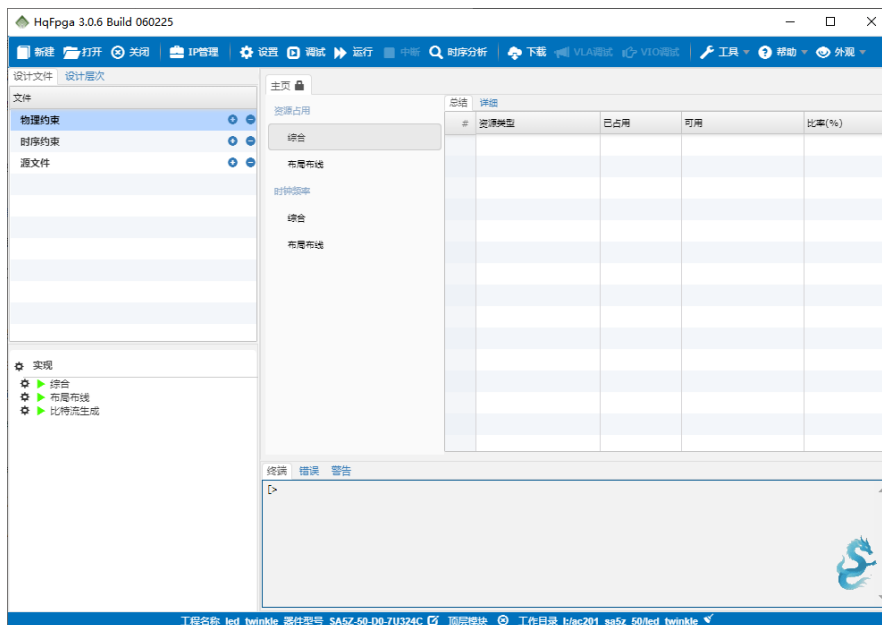 HqFpga 3.0.6 Build 060225
新建 打开 关闭 IP管理 设置 调试 运行 中断 时序分析 下载 VLA调试 VIO调试 工具 帮助 外观
设计文件 设计层次
文件
物理约束
时序约束
源文件
实现
综合
布局布线
比特流生成
主页
资源占用
综合
布局布线
时钟频率
综合
布局布线
总结 详细
# 资源类型 已占用 可用 比率(%)
终端 错误 警告
[>
工程名称 led_twinkle 器件型号 SA5Z-50-D0-7U324C 顶层模块 工作目录 I:/ac201_sa5z_50/led_twinkle